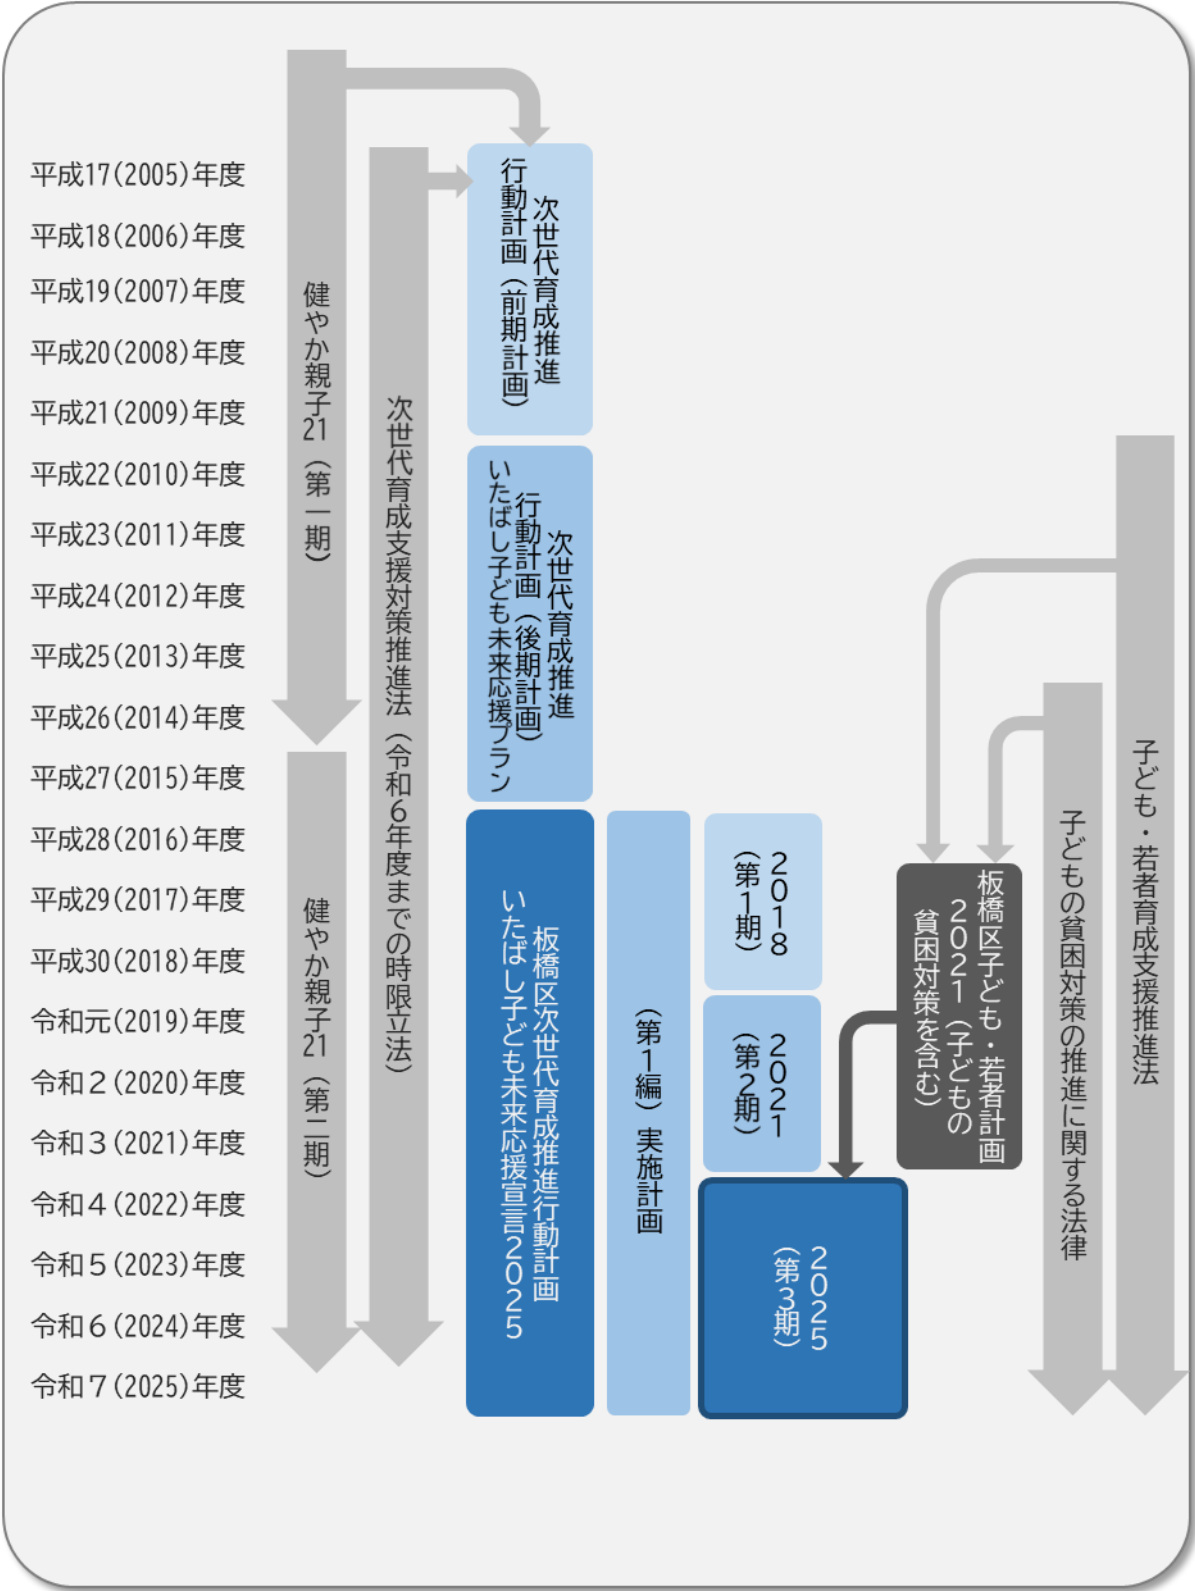 平成17(2005)年度
平成18(2006)年度
平成19(2007)年度
平成20(2008)年度
平成21(2009)年度
平成22(2010)年度
平成23(2011)年度
平成24(2012)年度
平成25(2013)年度
平成26(2014)年度
平成27(2015)年度
平成28(2016)年度
平成29(2017)年度
平成30(2018)年度
令和元(2019)年度
令和２(2020)年度
令和３(2021)年度
令和４(2022)年度
令和５(2023)年度
令和６(2024)年度
令和７(2025)年度
健やか親子21（第一期）
健やか親子21（第二期）
次世代育成支援対策推進法（令和６年度までの時限立法）
次世代育成推進
行動計画（前期計画）
次世代育成推進
行動計画（後期計画）
いたばし子ども未来応援プラン
板橋区次世代育成推進行動計画
いたばし子ども未来応援宣言２０２５
（第１編）実施計画
２０１８
（第１期）
２０２１
（第２期）
２０２５
（第３期）
板橋区子ども・若者計画
２０２１（子どもの
貧困対策を含む）
子どもの貧困対策の推進に関する法律
子ども・若者育成支援推進法